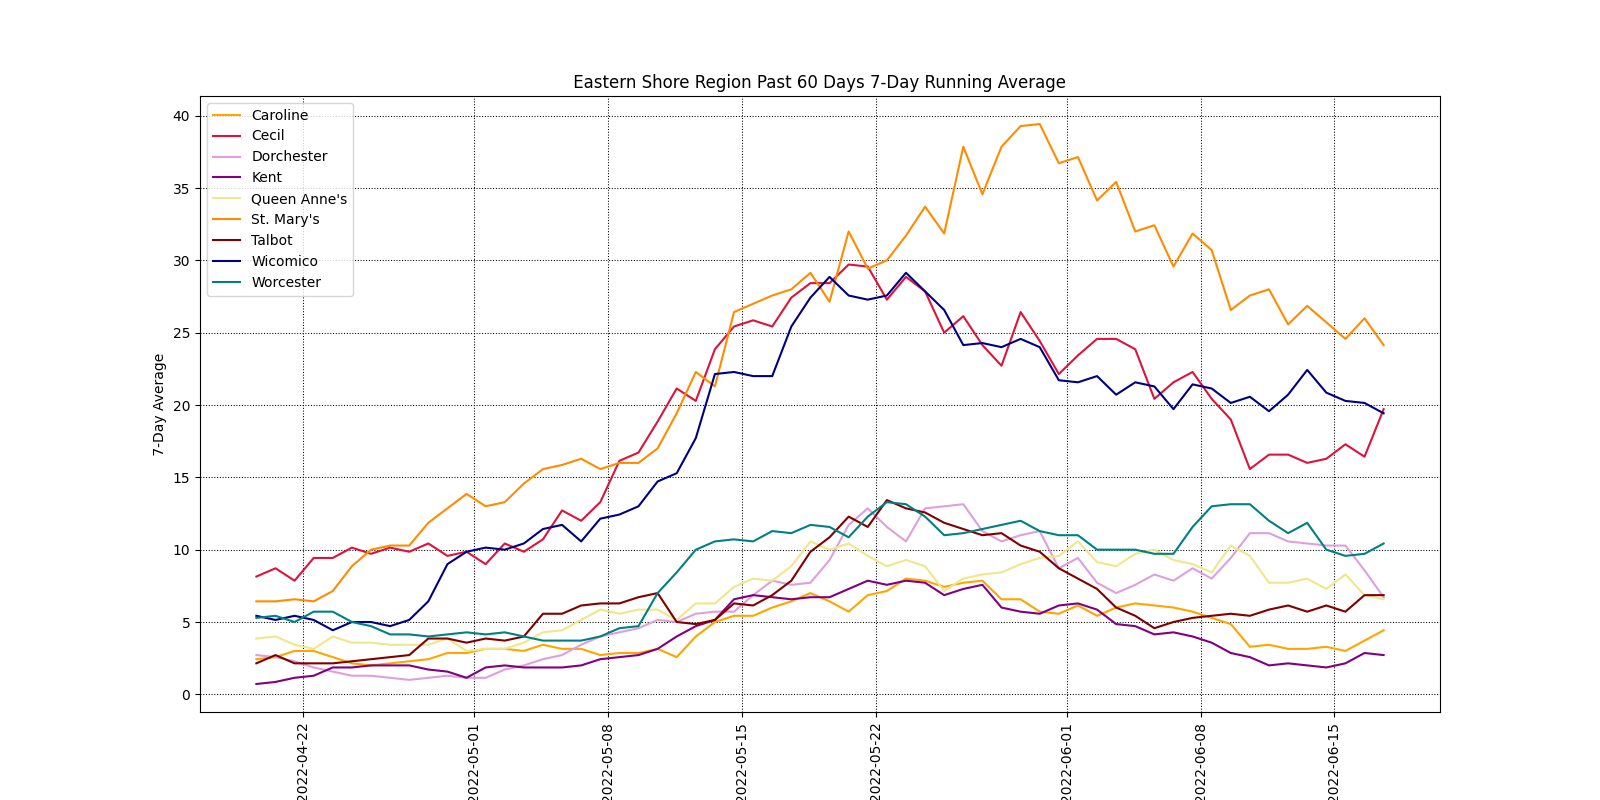 Eastern Shore Region Past 60 Days 7-Day Running Average
Caroline
Cecil
Dorchester
Kent
Queen Anne's
St. Mary's
Talbot
Wicomico
Worcester
40
35
30
25
20
15
10
5
0
7-Day Average
2022-04-22
2022-05-01
2022-05-08
2022-05-15
2022-05-22
2022-06-01
2022-06-08
2022-06-15